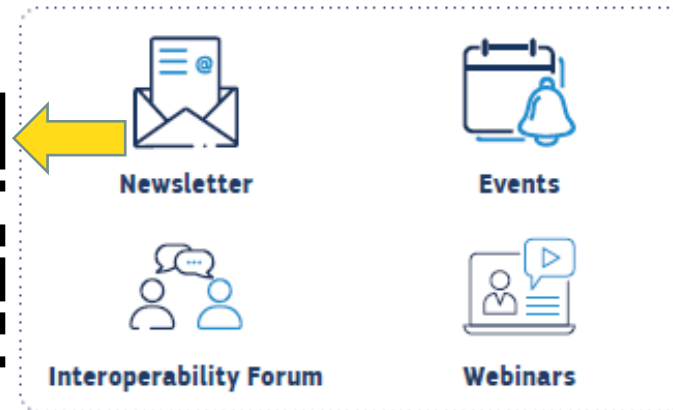 @
Newsletter
Events
Interoperability Forum
Webinars